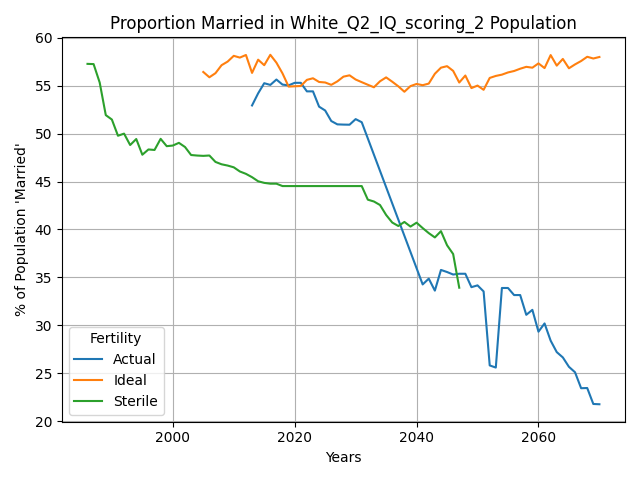 Proportion Married in White_Q2_IQ_scoring_2 Population
% of Population 'Married'
60
55
50
45
40
35
30
25
20
Fertility
Actual
Ideal
Sterile
2000 2020 2040 2060
Years